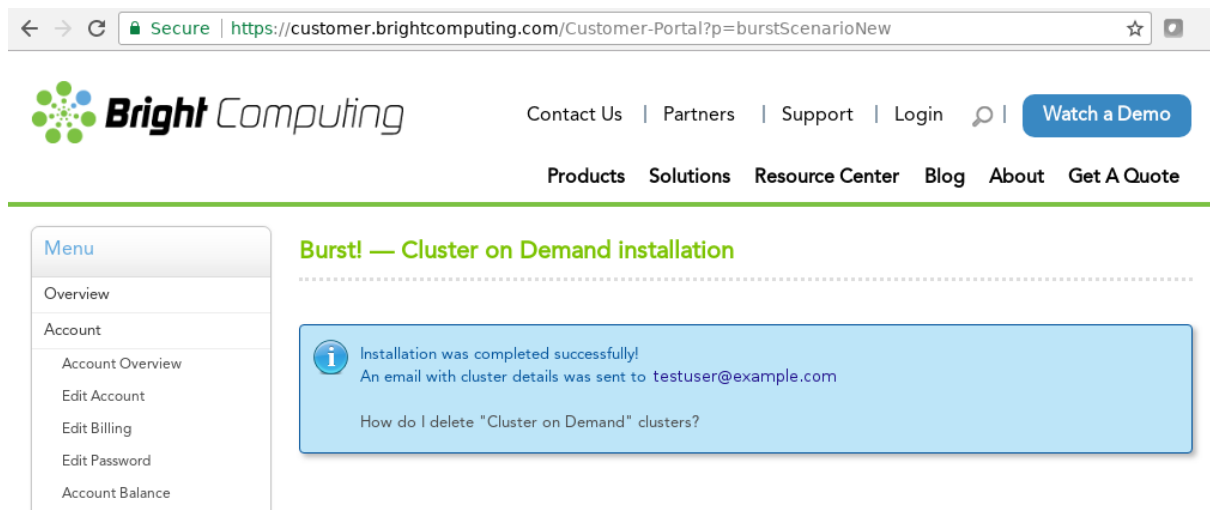 Secure | https://customer.brightcomputing.com/Customer-Portal?p=burstScenarioNew
Bright Computing
Contact Us | Partners | Support | Login |
Watch a Demo
Products Solutions Resource Center Blog About Get A Quote
Menu
Overview
Account
Account Overview
Edit Account
Edit Billing
Edit Password
Account Balance
Burst! — Cluster on Demand installation
Installation was completed successfully!
An email with cluster details was sent to testuser@example.com
How do I delete "Cluster on Demand" clusters?